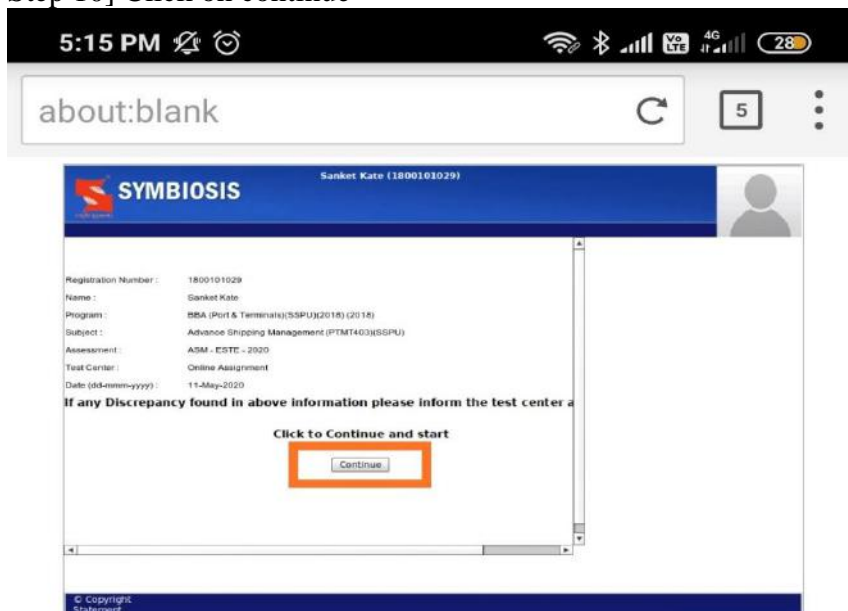 Step 10] Click on continue
5:15 PM
Vo LTE 4G 28
about:blank
5
SYMBIOSIS
Sanket Kate (1800101029)
Registration Number : 1800101029
Name : Sanket Kate
Program : BBA (Port & Terminals)(SSPU)(2018) (2018)
Subject : Advance Shipping Management (PTMT403)(SSPU)
Assessment : ASM - ESTE - 2020
Test Center : Online Assignment
Date (dd-mmm-yyyy) : 11-May-2020
If any Discrepancy found in above information please inform the test center a
Click to Continue and start
Continue
© Copyright
Statement